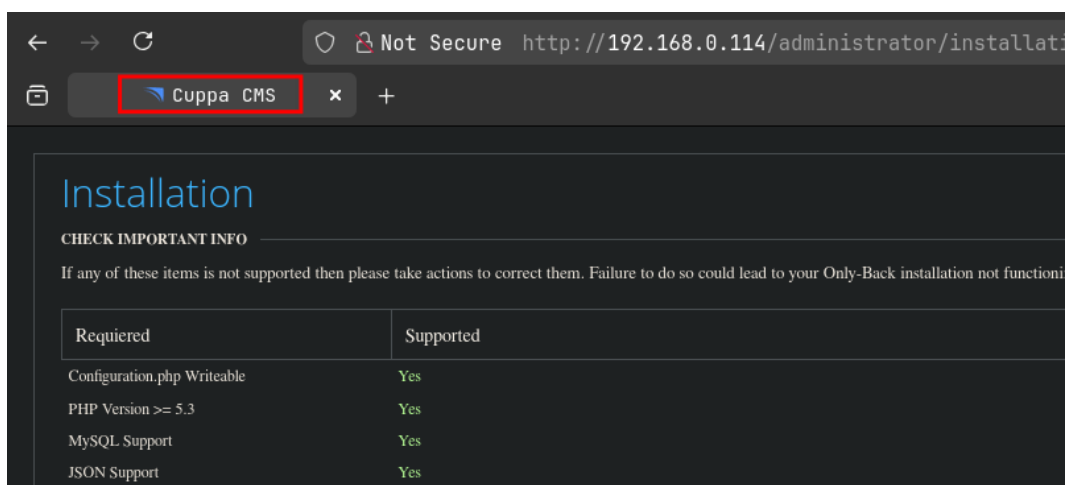 Not Secure http://192.168.0.114/administrator/installati
Cuppa CMS
Installation
CHECK IMPORTANT INFO
If any of these items is not supported then please take actions to correct them. Failure to do so could lead to your Only-Back installation not functioni
Requiered Supported
Configuration.php Writeable Yes
PHP Version >= 5.3 Yes
MySQL Support Yes
JSON Support Yes